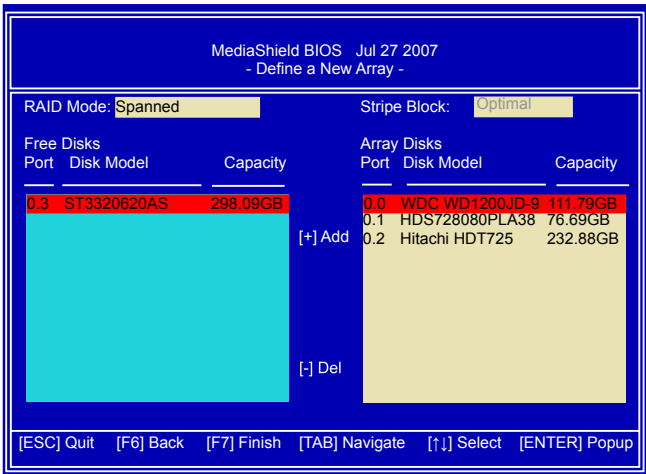 MediaShield BIOS Jul 27 2007
- Define a New Array -
RAID Mode: Spanned
Stripe Block: Optimal
Free Disks
Port Disk Model Capacity
0.3 ST3320620AS 298.09GB
[+] Add
[-] Del
Array Disks
Port Disk Model Capacity
0.0 WDC WD1200JD-9 111.79GB
0.1 HDS728080PLA38 76.69GB
0.2 Hitachi HDT725 232.88GB
[ESC] Quit [F6] Back [F7] Finish [TAB] Navigate [↑↓] Select [ENTER] Popup